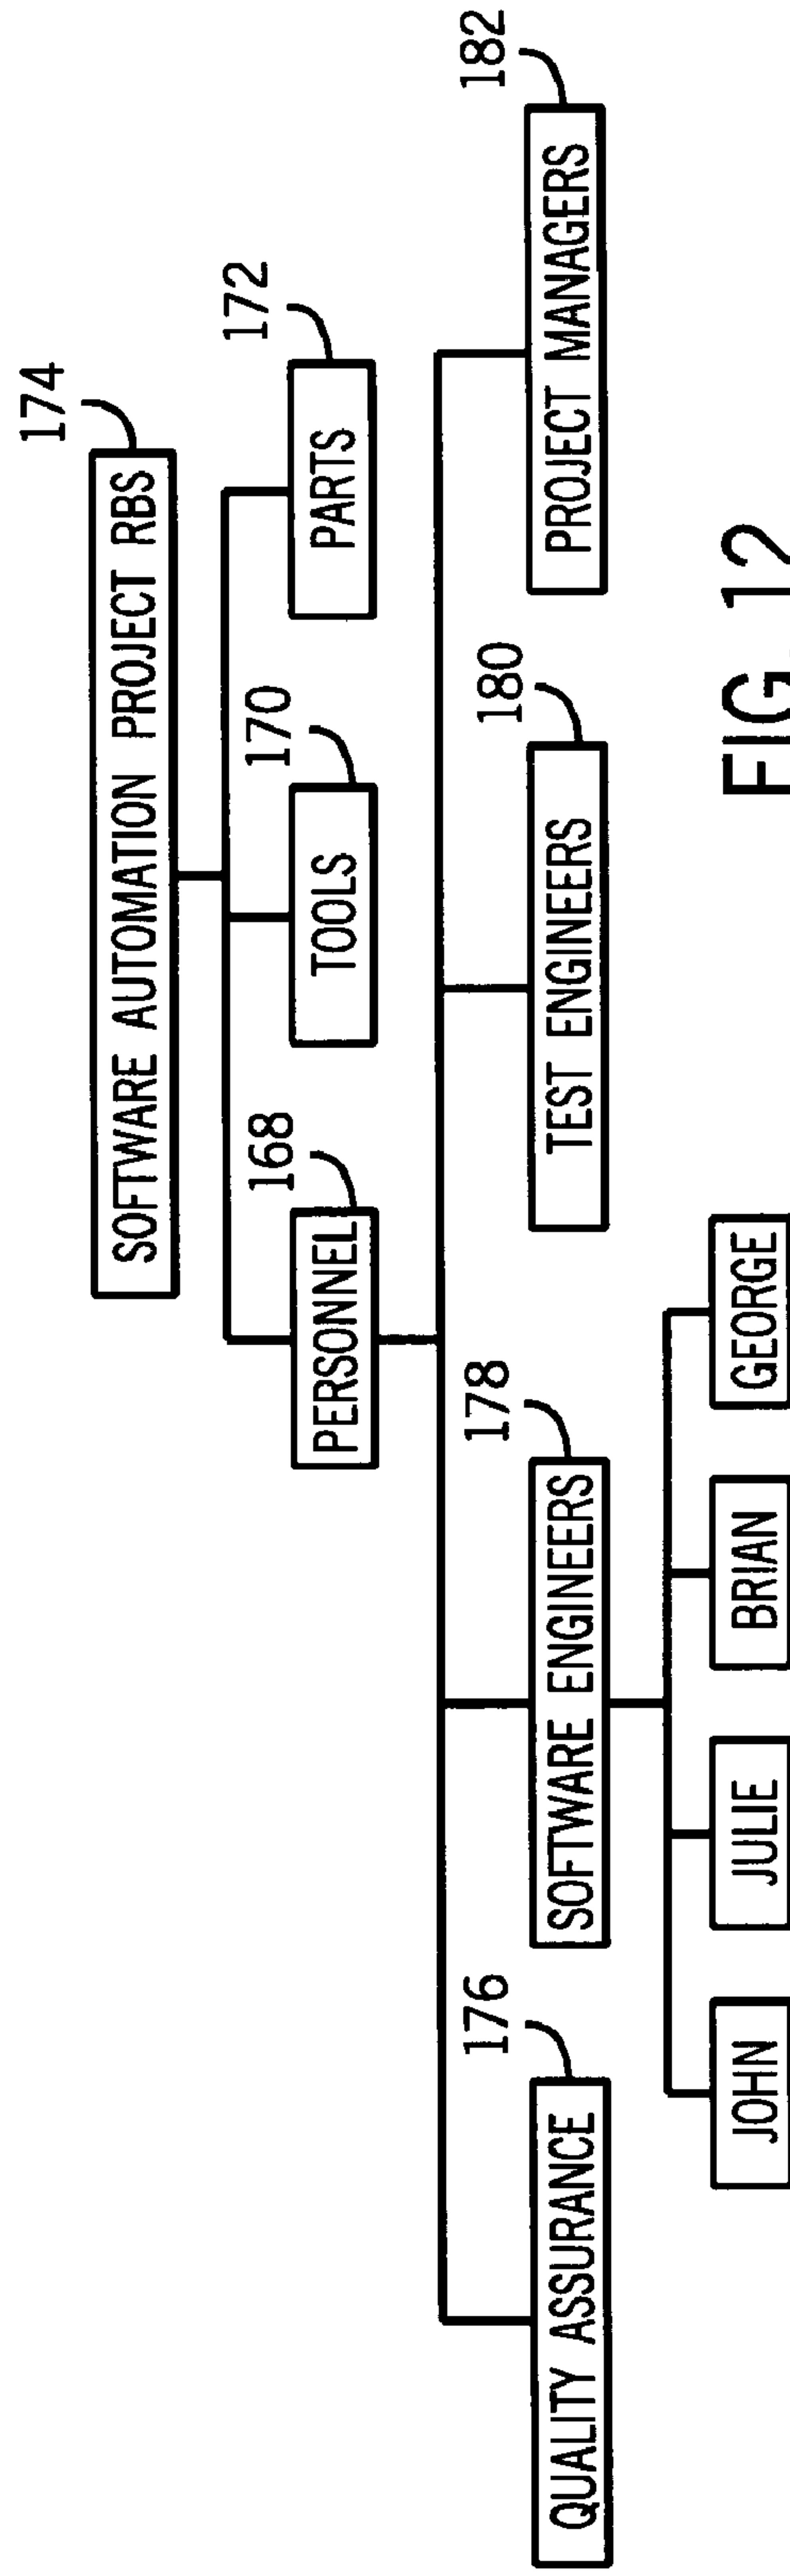 174
SOFTWARE AUTOMATION PROJECT RBS
168
170
172
PERSONNEL
TOOLS
PARTS
176
178
180
182
QUALITY ASSURANCE
SOFTWARE ENGINEERS
TEST ENGINEERS
PROJECT MANAGERS
JOHN
JULIE
BRIAN
GEORGE
FIG. 12